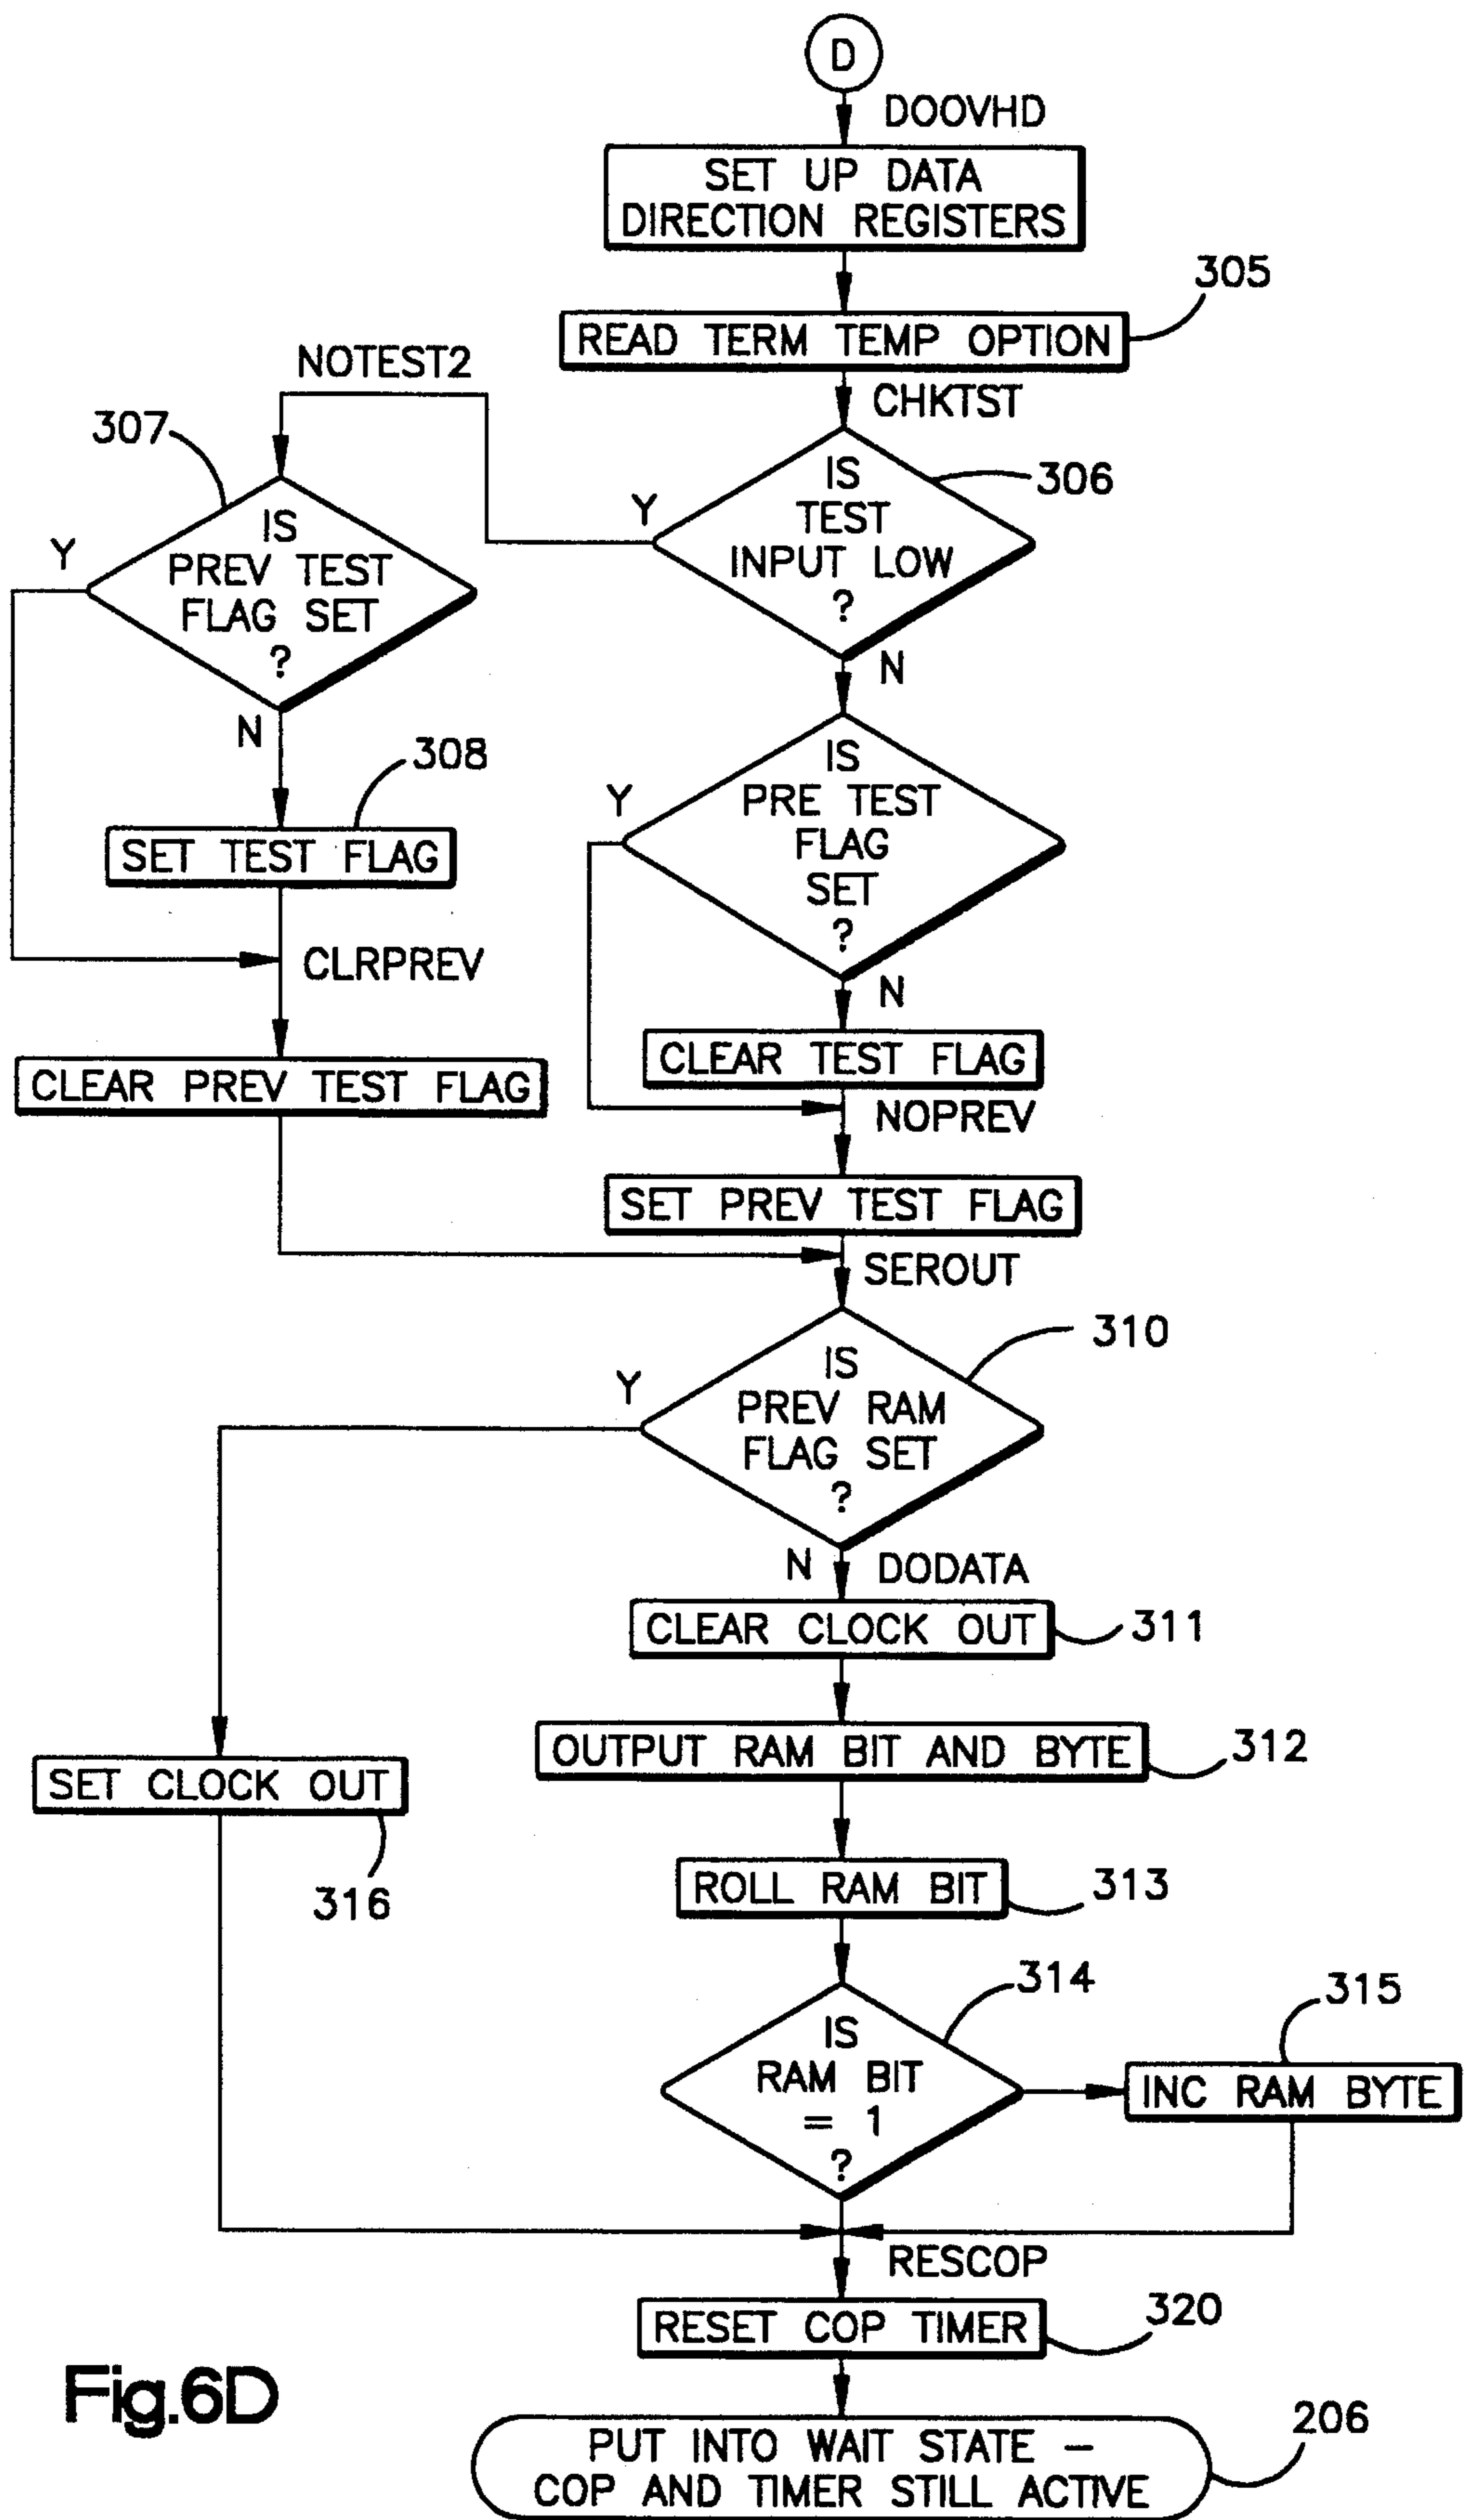 D
DOOVHD
SET UP DATA
DIRECTION REGISTERS
305
READ TERM TEMP OPTION
NOTEST2
CHKTST
307
306
IS
TEST
INPUT LOW
?
Y
N
IS
PREV TEST
FLAG SET
?
Y
N
308
SET TEST FLAG
CLRPREV
CLEAR PREV TEST FLAG
IS
PRE TEST
FLAG
SET
?
Y
N
CLEAR TEST FLAG
NOPREV
SET PREV TEST FLAG
SEROUT
310
IS
PREV RAM
FLAG SET
?
Y
N
DODATA
CLEAR CLOCK OUT
311
OUTPUT RAM BIT AND BYTE
312
SET CLOCK OUT
316
ROLL RAM BIT
313
314
IS
RAM BIT
= 1
?
315
INC RAM BYTE
RESCOP
RESET COP TIMER
320
PUT INTO WAIT STATE –
COP AND TIMER STILL ACTIVE
206
Fig.6D